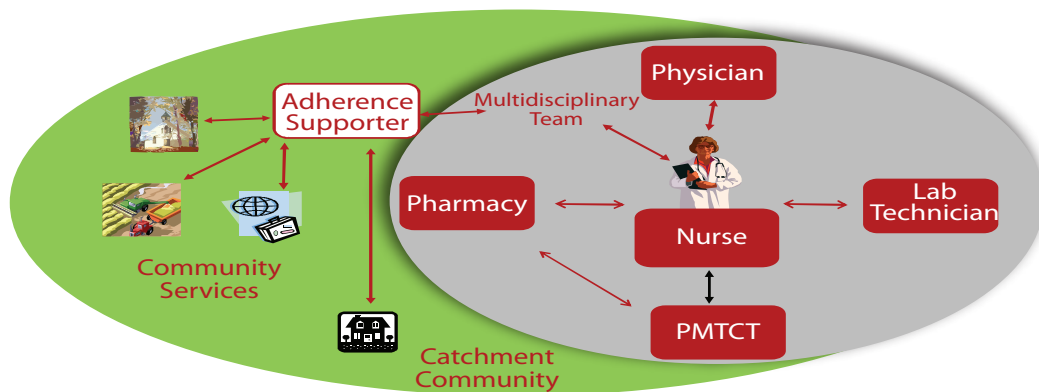 Physician
Adherence
Supporter
Multidisciplinary
Team
Pharmacy
Lab
Technician
Nurse
Community
Services
PMTCT
Catchment
Community